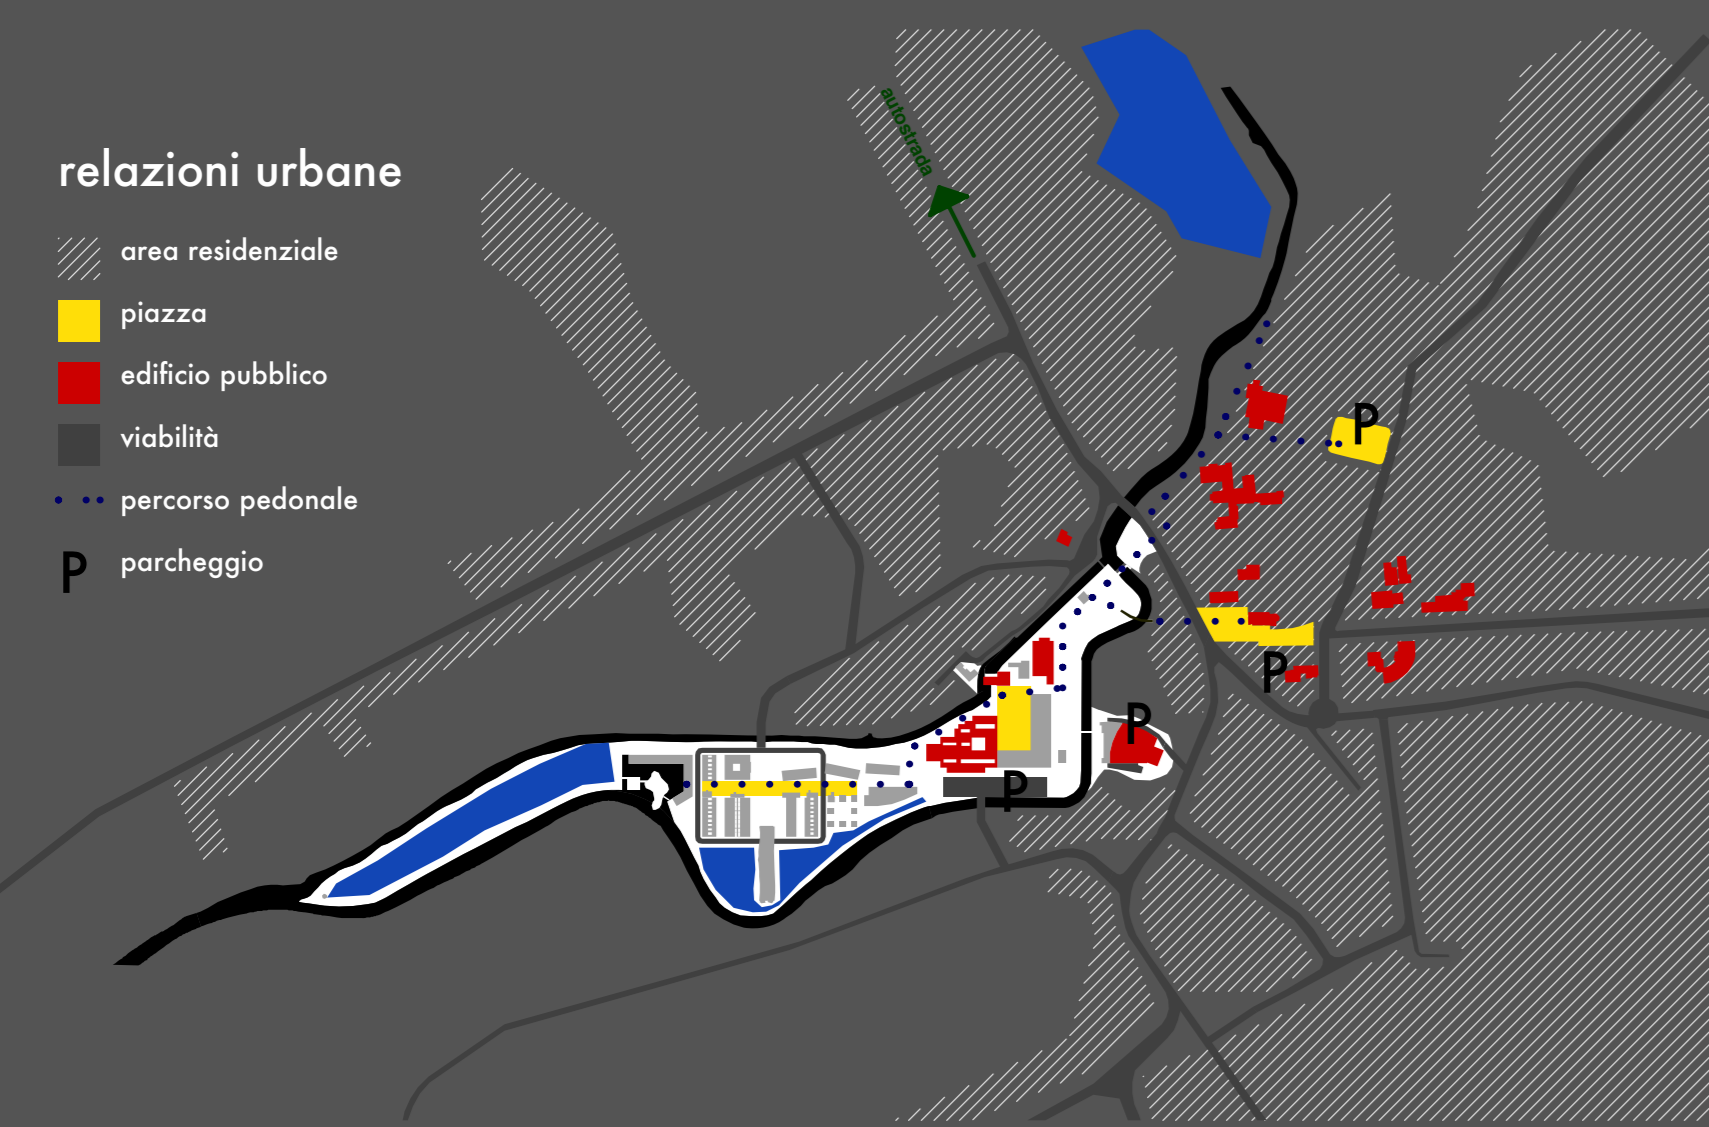 autostrada
relazioni urbane
area residenziale
piazza
edificio pubblico
viabilità
percorso pedonale
P parcheggio
P
P
P
P